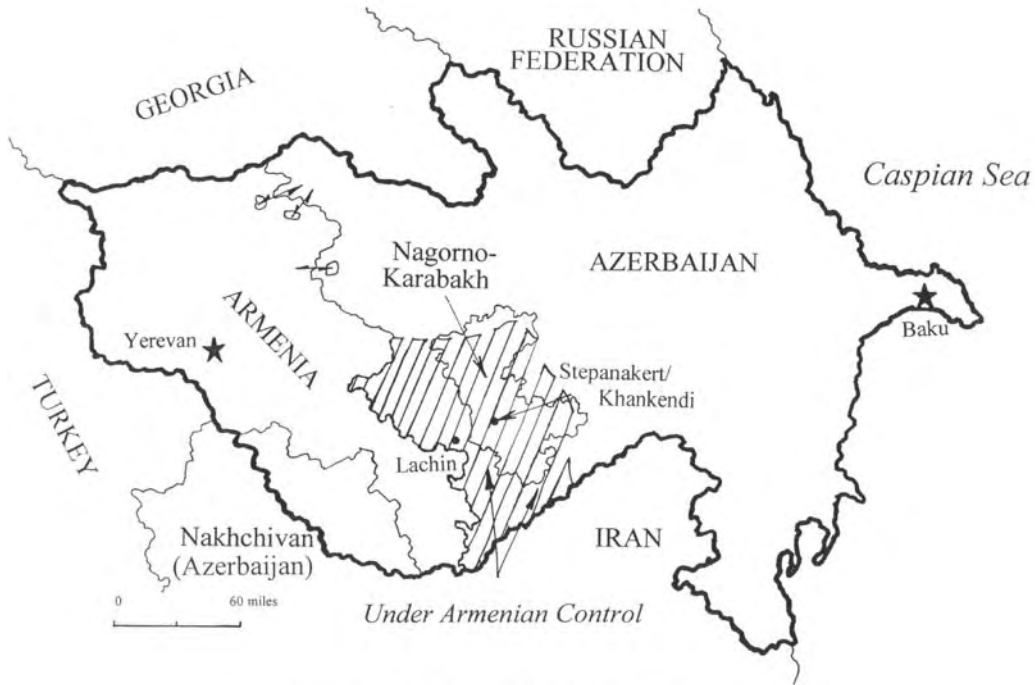 RUSSIAN
FEDERATION
GEORGIA
Caspian Sea
Nagorno-
Karabakh
AZERBAIJAN
ARMENIA
Yerevan
Baku
Stepanakert/
Khankendi
TURKEY
Lachin
Nakhchivan
(Azerbaijan)
IRAN
0 60 miles
Under Armenian Control